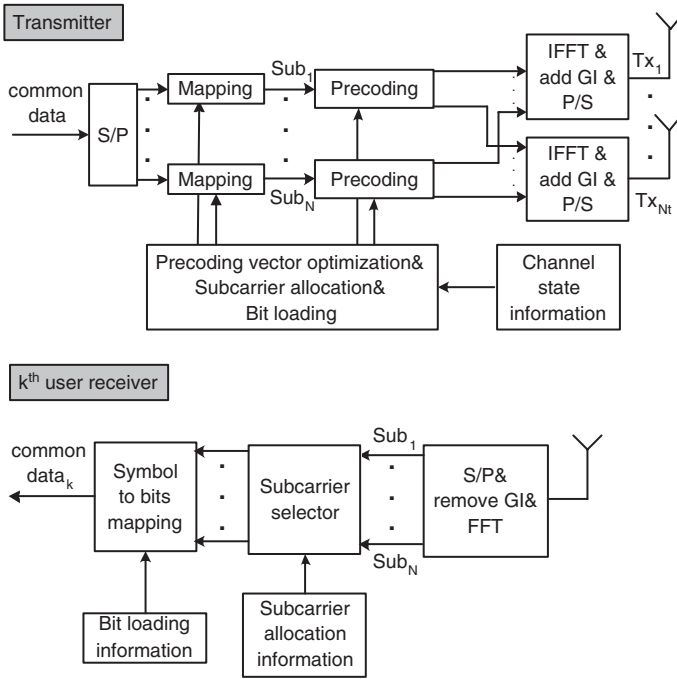 Transmitter
common
data
S/P
Mapping
Sub1
Precoding
IFFT &
add GI &
P/S
Tx1
Mapping
SubN
Precoding
IFFT &
add GI &
P/S
TxNt
Precoding vector optimization&
Subcarrier allocation&
Bit loading
Channel
state
information
kth user receiver
common
datak
Symbol
to bits
mapping
Subcarrier
selector
Sub1
SubN
S/P&
remove GI&
FFT
Bit loading
information
Subcarrier
allocation
information